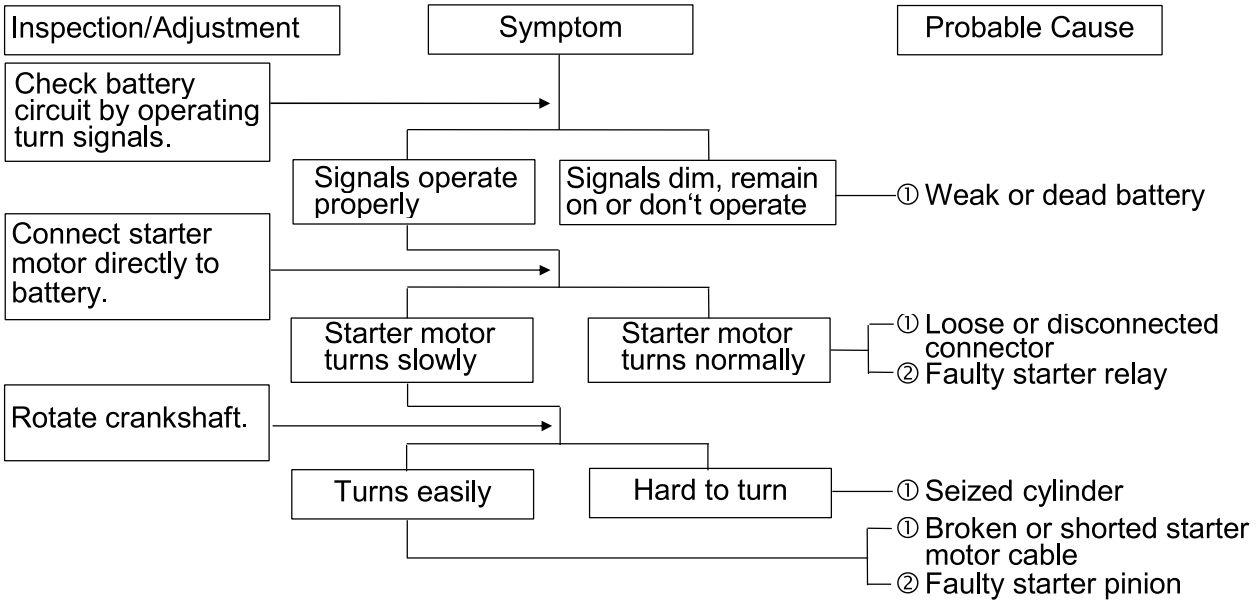 Inspection/Adjustment
Symptom
Probable Cause
Check battery
circuit by operating
turn signals.
Signals operate
properly
Signals dim, remain
on or don‘t operate
① Weak or dead battery
Connect starter
motor directly to
battery.
Starter motor
turns slowly
Starter motor
turns normally
① Loose or disconnected
connector
② Faulty starter relay
Rotate crankshaft.
Turns easily
Hard to turn
① Seized cylinder
① Broken or shorted starter
motor cable
② Faulty starter pinion